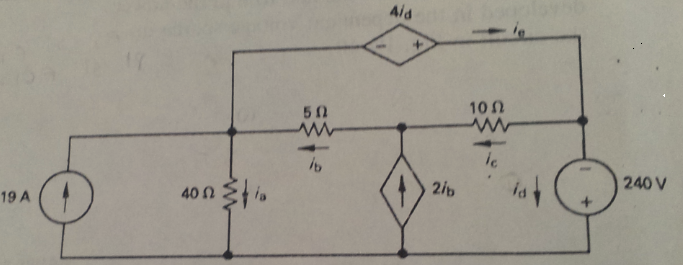 4i_d
- +
i_e
5 Ω
10 Ω
i_b
i_c
19 A
40 Ω
i_a
2i_b
i_d
-
+
240 V